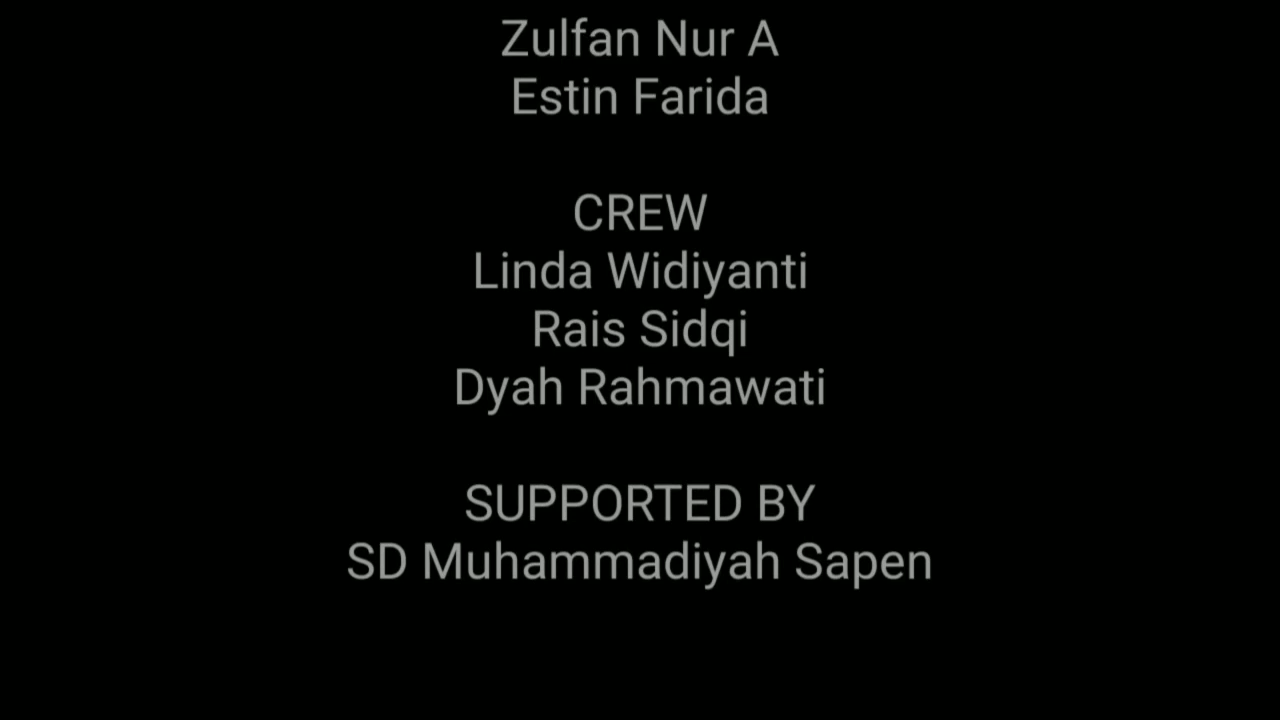 Zulfan Nur A
Estin Farida
CREW
Linda Widiyanti
Rais Sidqi
Dyah Rahmawati
SUPPORTED BY
SD Muhammadiyah Sapen